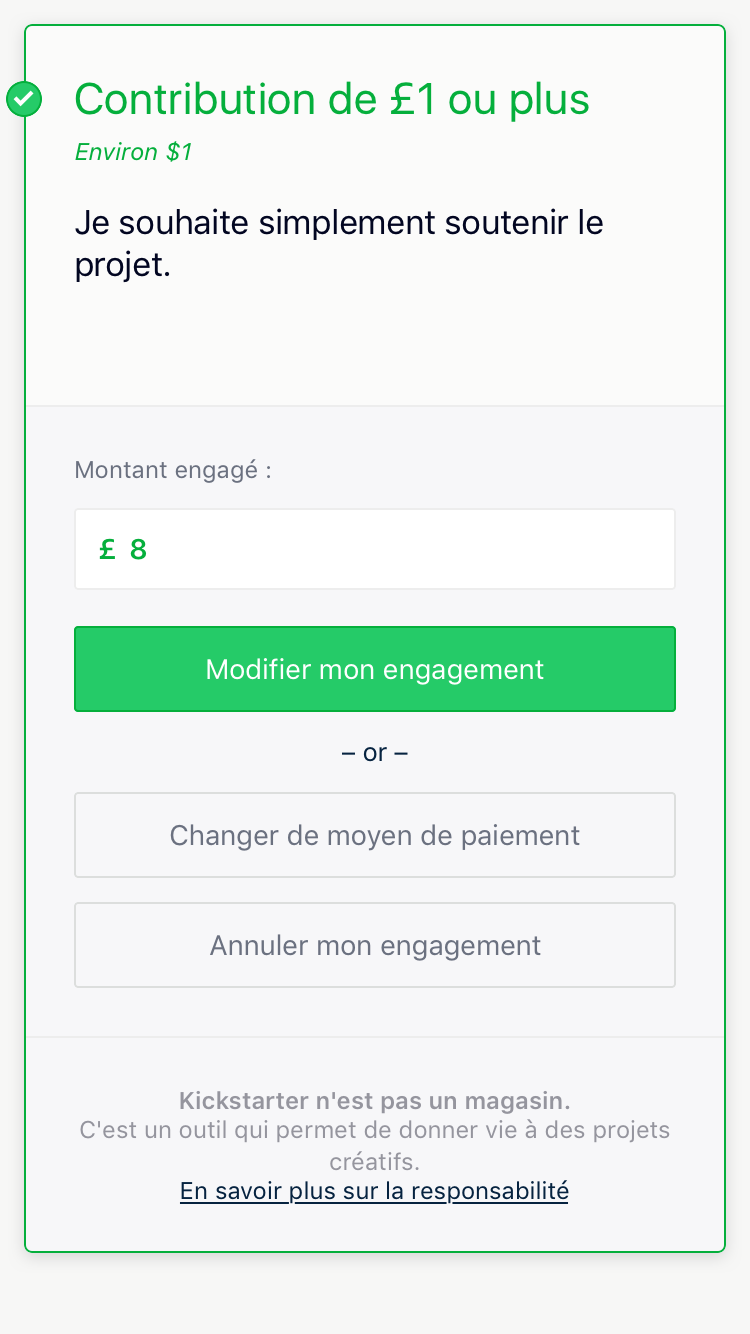 Contribution de £1 ou plus
Environ $1
Je souhaite simplement soutenir le
projet.
Montant engagé :
£ 8
Modifier mon engagement
– or –
Changer de moyen de paiement
Annuler mon engagement
Kickstarter n'est pas un magasin.
C'est un outil qui permet de donner vie à des projets
créatifs.
En savoir plus sur la responsabilité